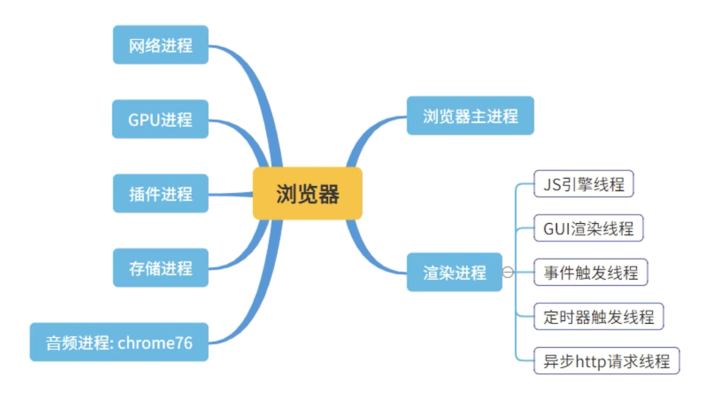 网络进程
GPU进程
插件进程
存储进程
音频进程: chrome76
浏览器
浏览器主进程
渲染进程
JS引擎线程
GUI渲染线程
事件触发线程
定时器触发线程
异步http请求线程